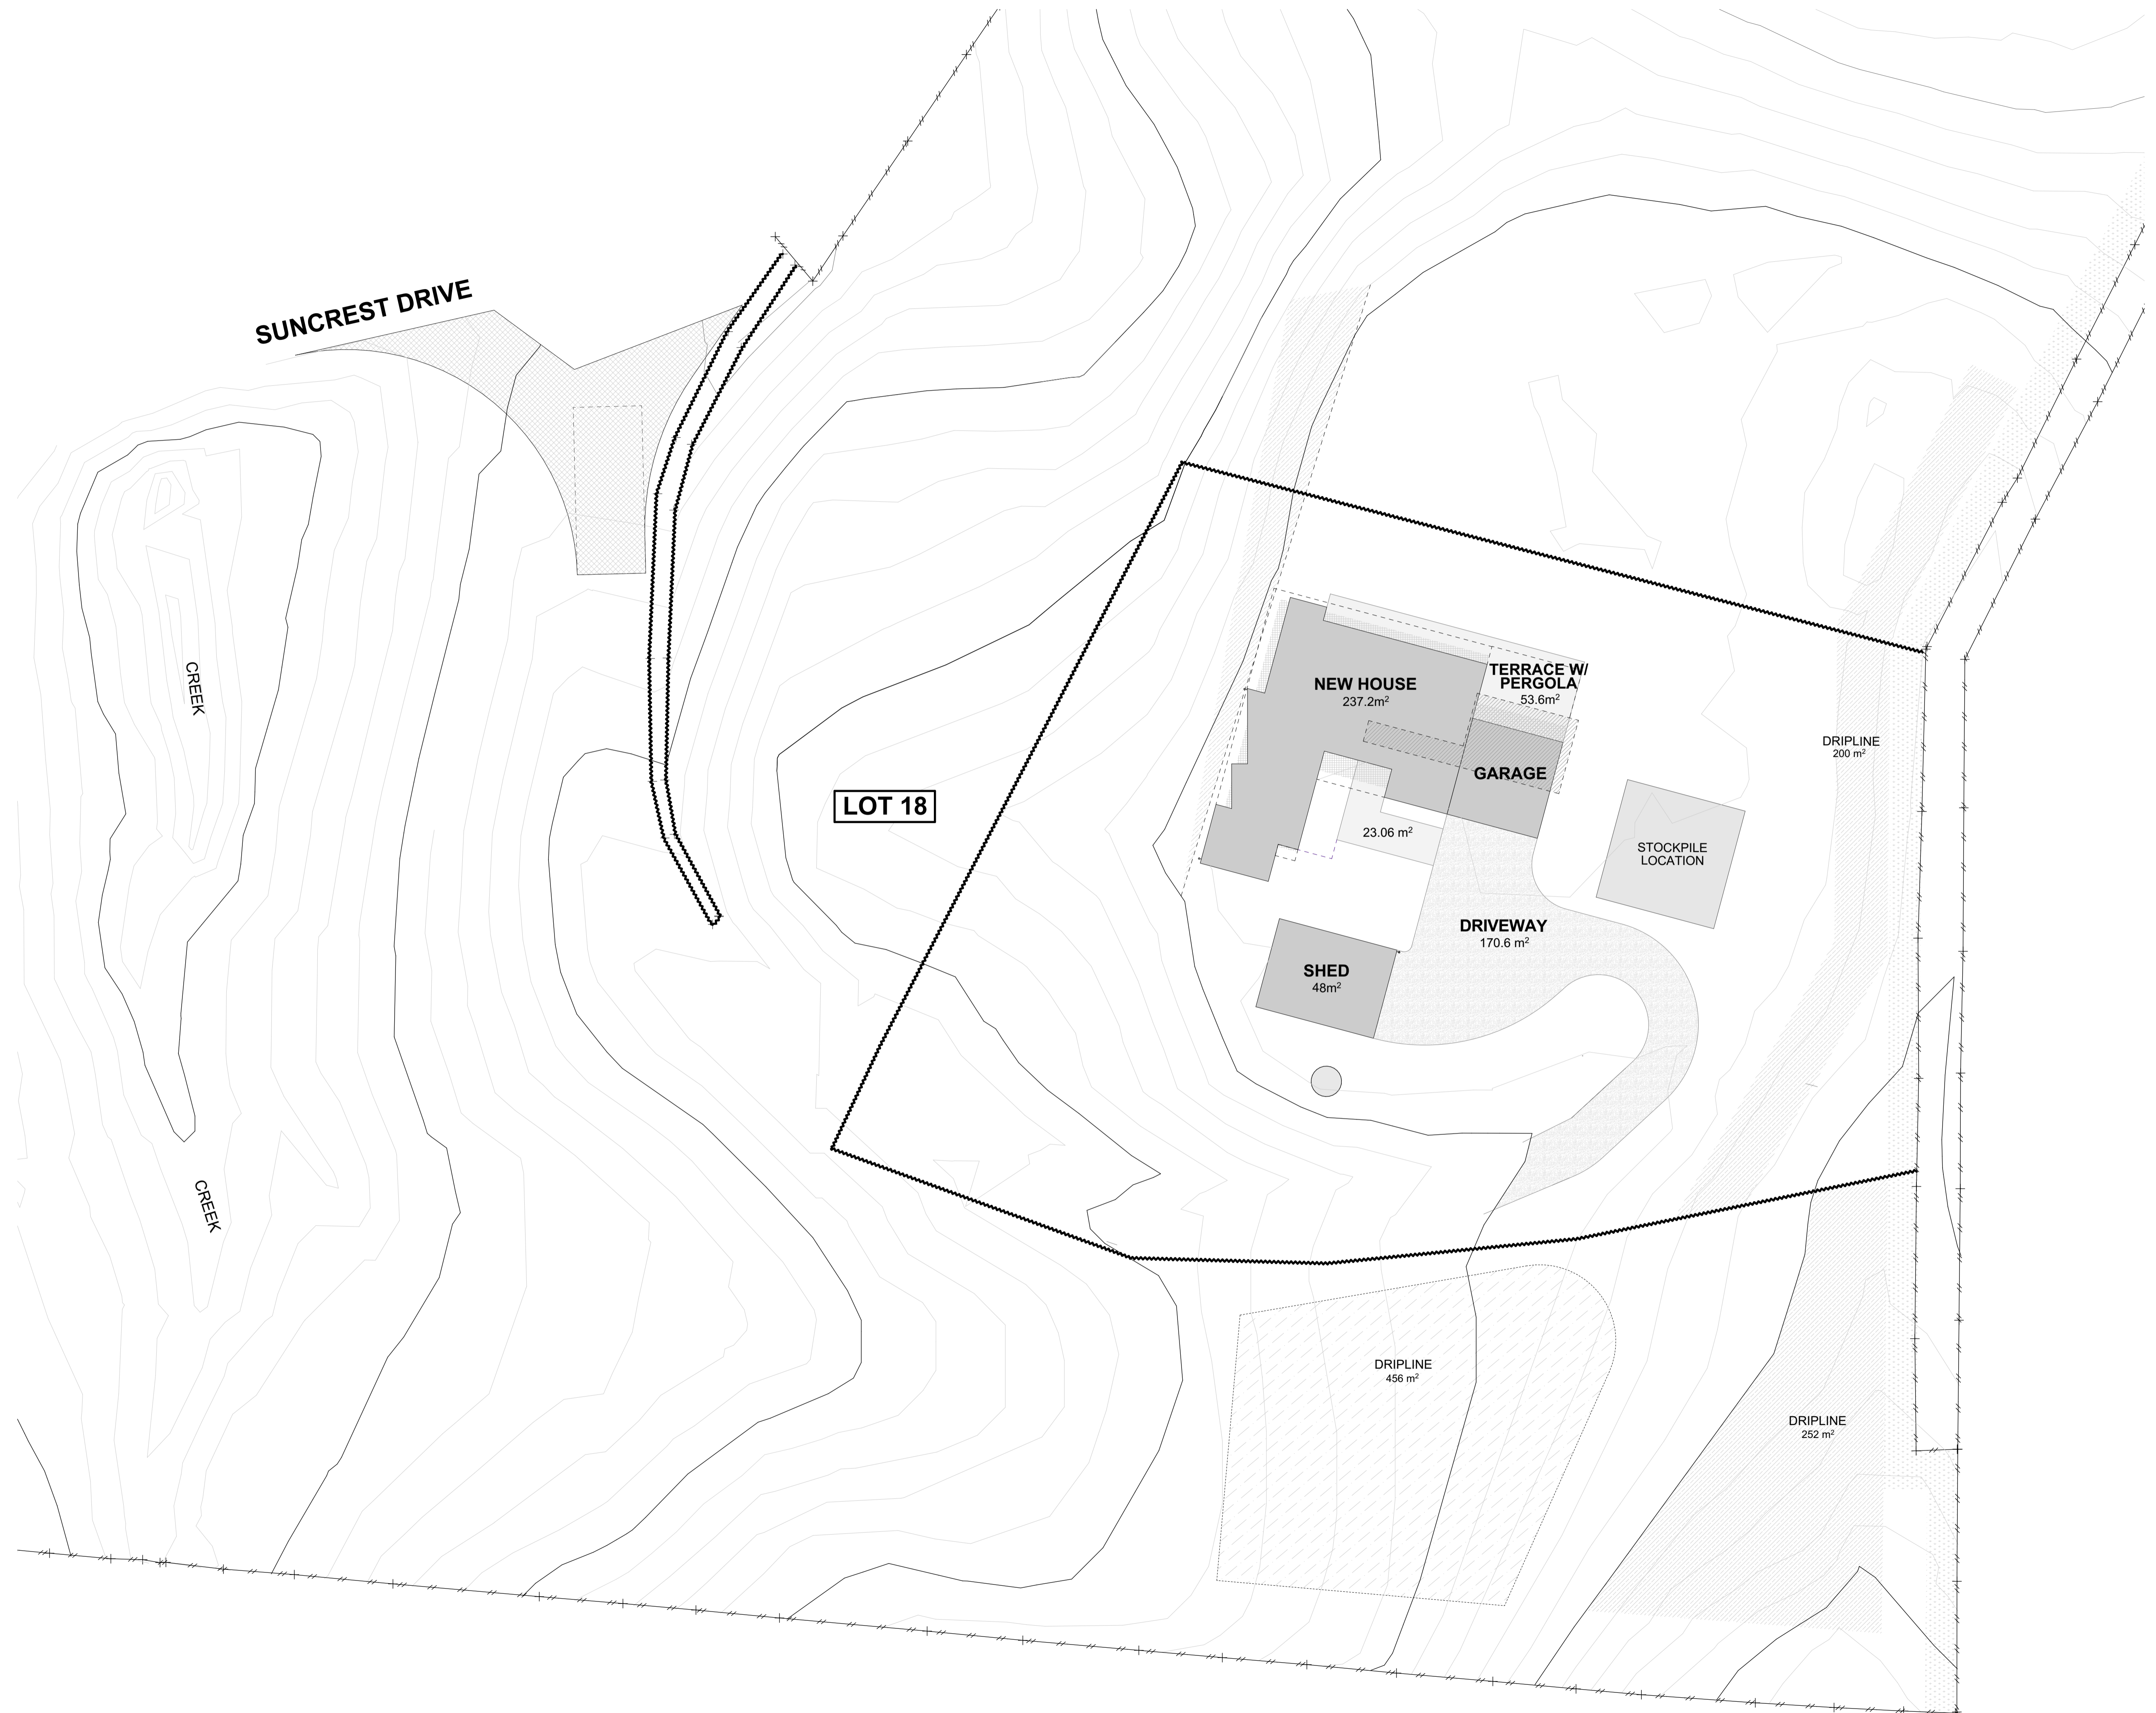 SUNCREST DRIVE
CREEK
CREEK
LOT 18
NEW HOUSE
237.2m²
TERRACE W/
PERGOLA
53.6m²
GARAGE
23.06 m²
DRIPLINE
200 m²
STOCKPILE
LOCATION
DRIVEWAY
170.6 m²
SHED
48m²
DRIPLINE
456 m²
DRIPLINE
252 m²